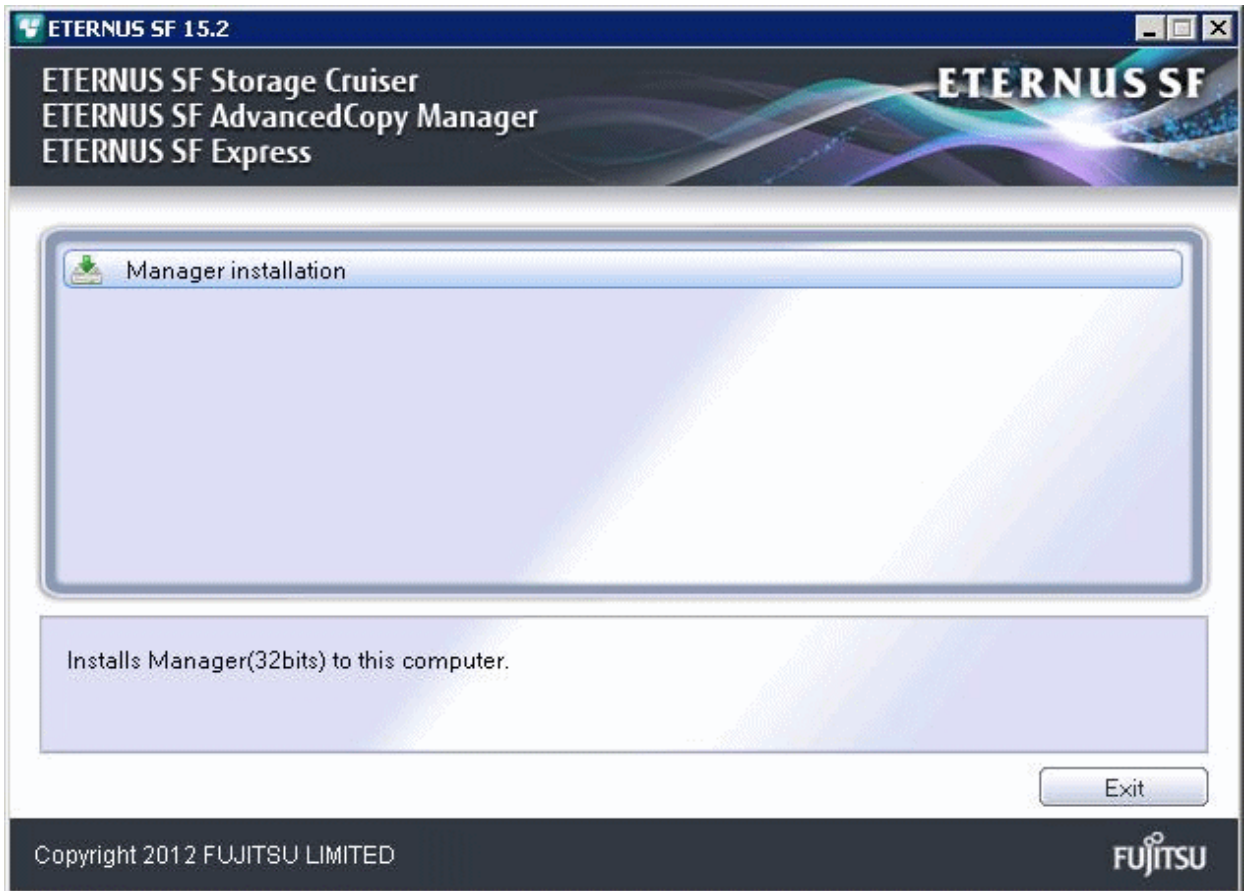 ETERNUS SF 15.2
ETERNUS SF Storage Cruiser
ETERNUS SF AdvancedCopy Manager
ETERNUS SF Express
ETERNUS SF
Manager installation
Installs Manager(32bits) to this computer.
Exit
Copyright 2012 FUJITSU LIMITED
FUJITSU